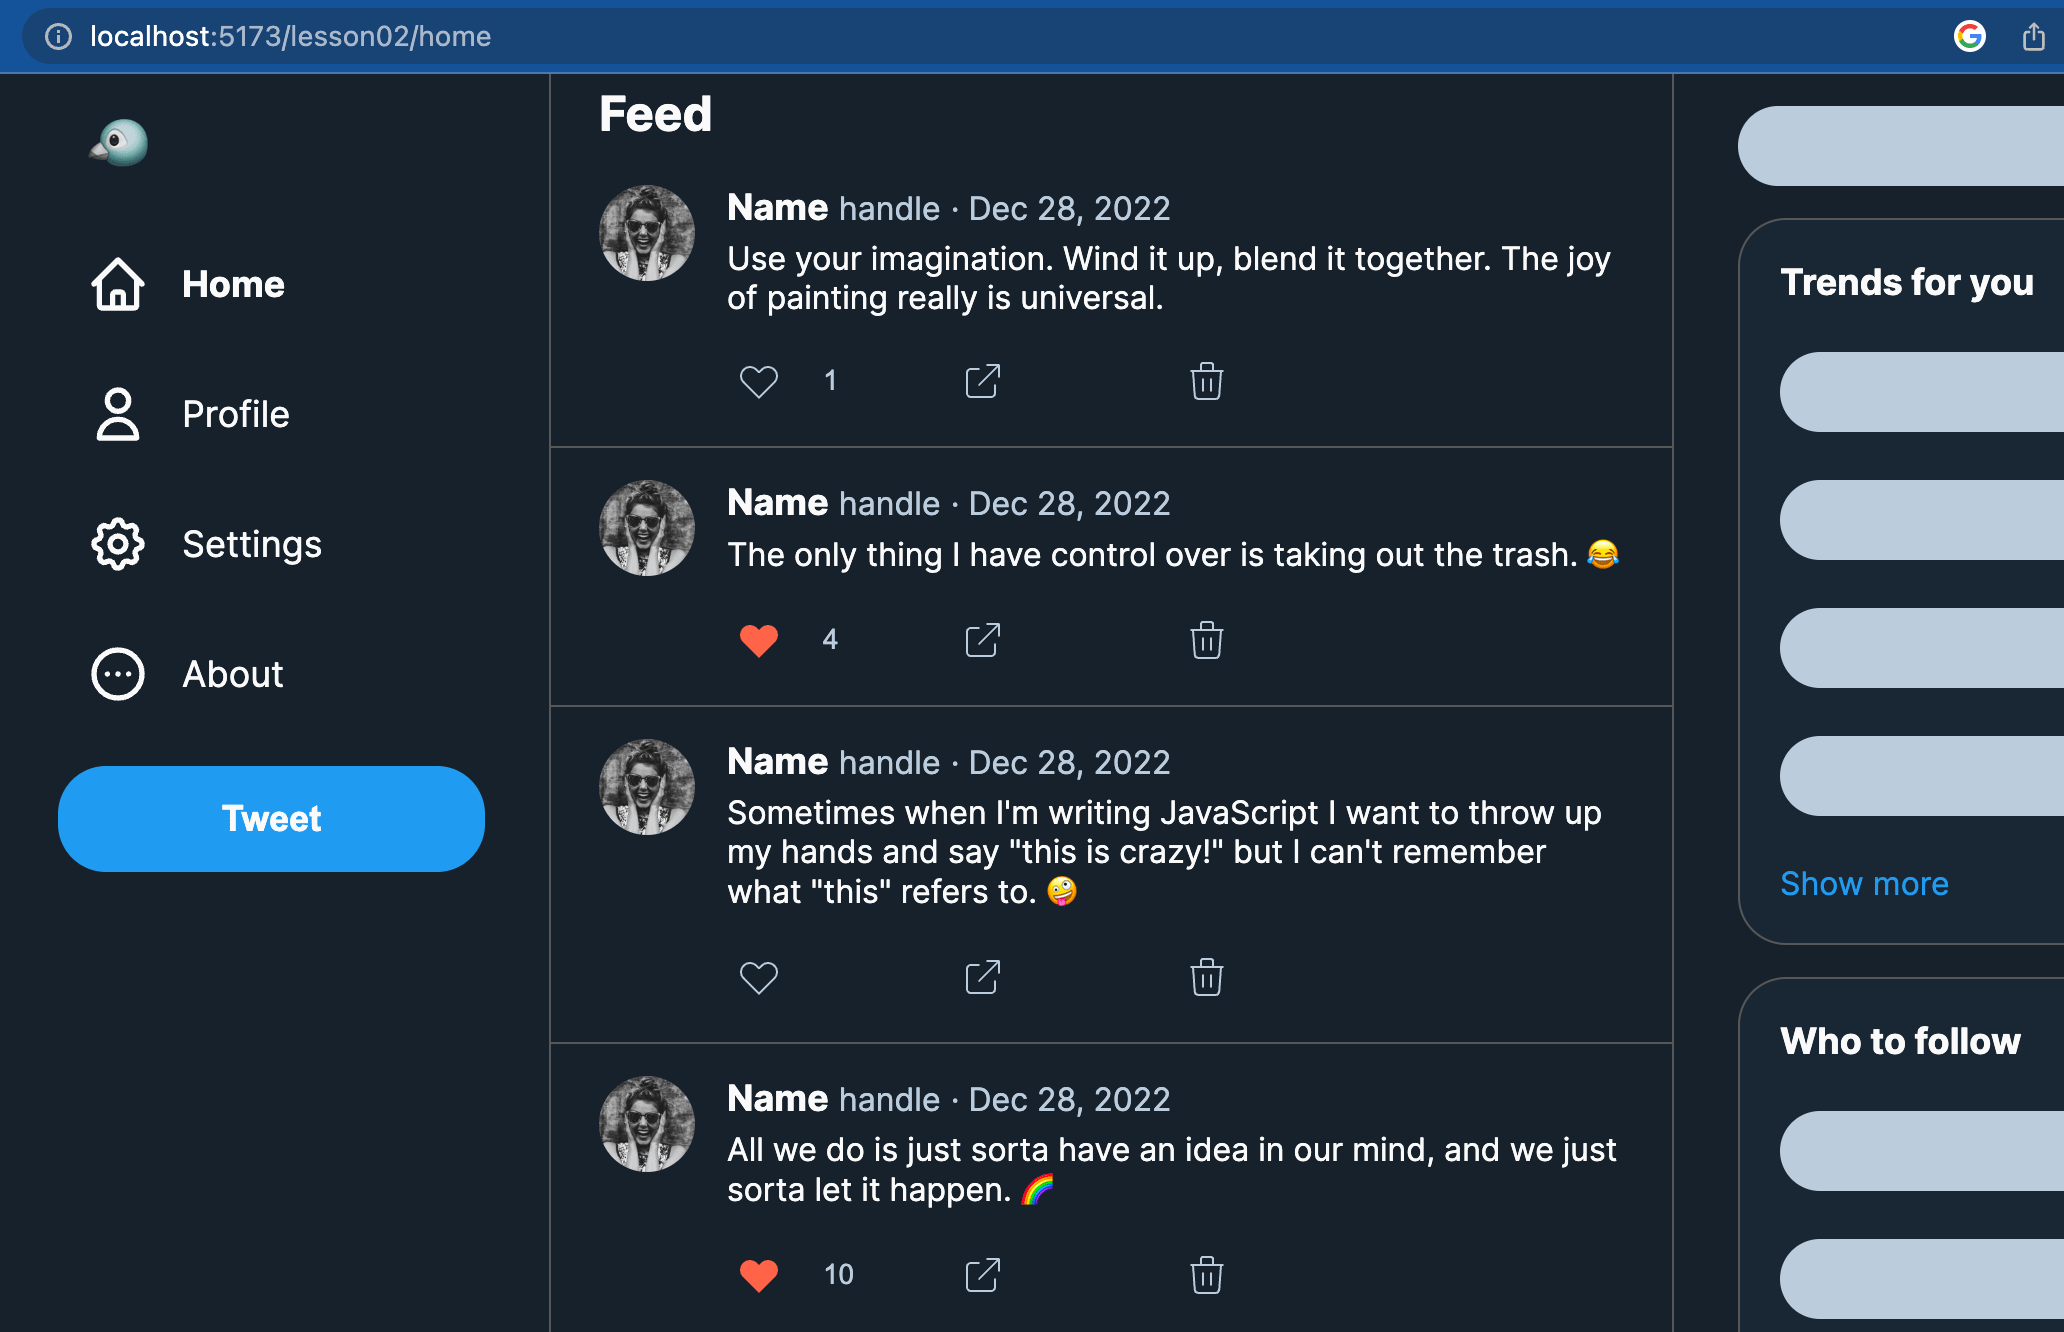 localhost:5173/lesson02/home
Feed
Home
Profile
Settings
About
Tweet
Name handle · Dec 28, 2022
Use your imagination. Wind it up, blend it together. The joy
of painting really is universal.
1
Name handle · Dec 28, 2022
The only thing I have control over is taking out the trash. 😂
4
Name handle · Dec 28, 2022
Sometimes when I'm writing JavaScript I want to throw up
my hands and say "this is crazy!" but I can't remember
what "this" refers to. 🤪
Name handle · Dec 28, 2022
All we do is just sorta have an idea in our mind, and we just
sorta let it happen. 🌈
10
Trends for you
Show more
Who to follow